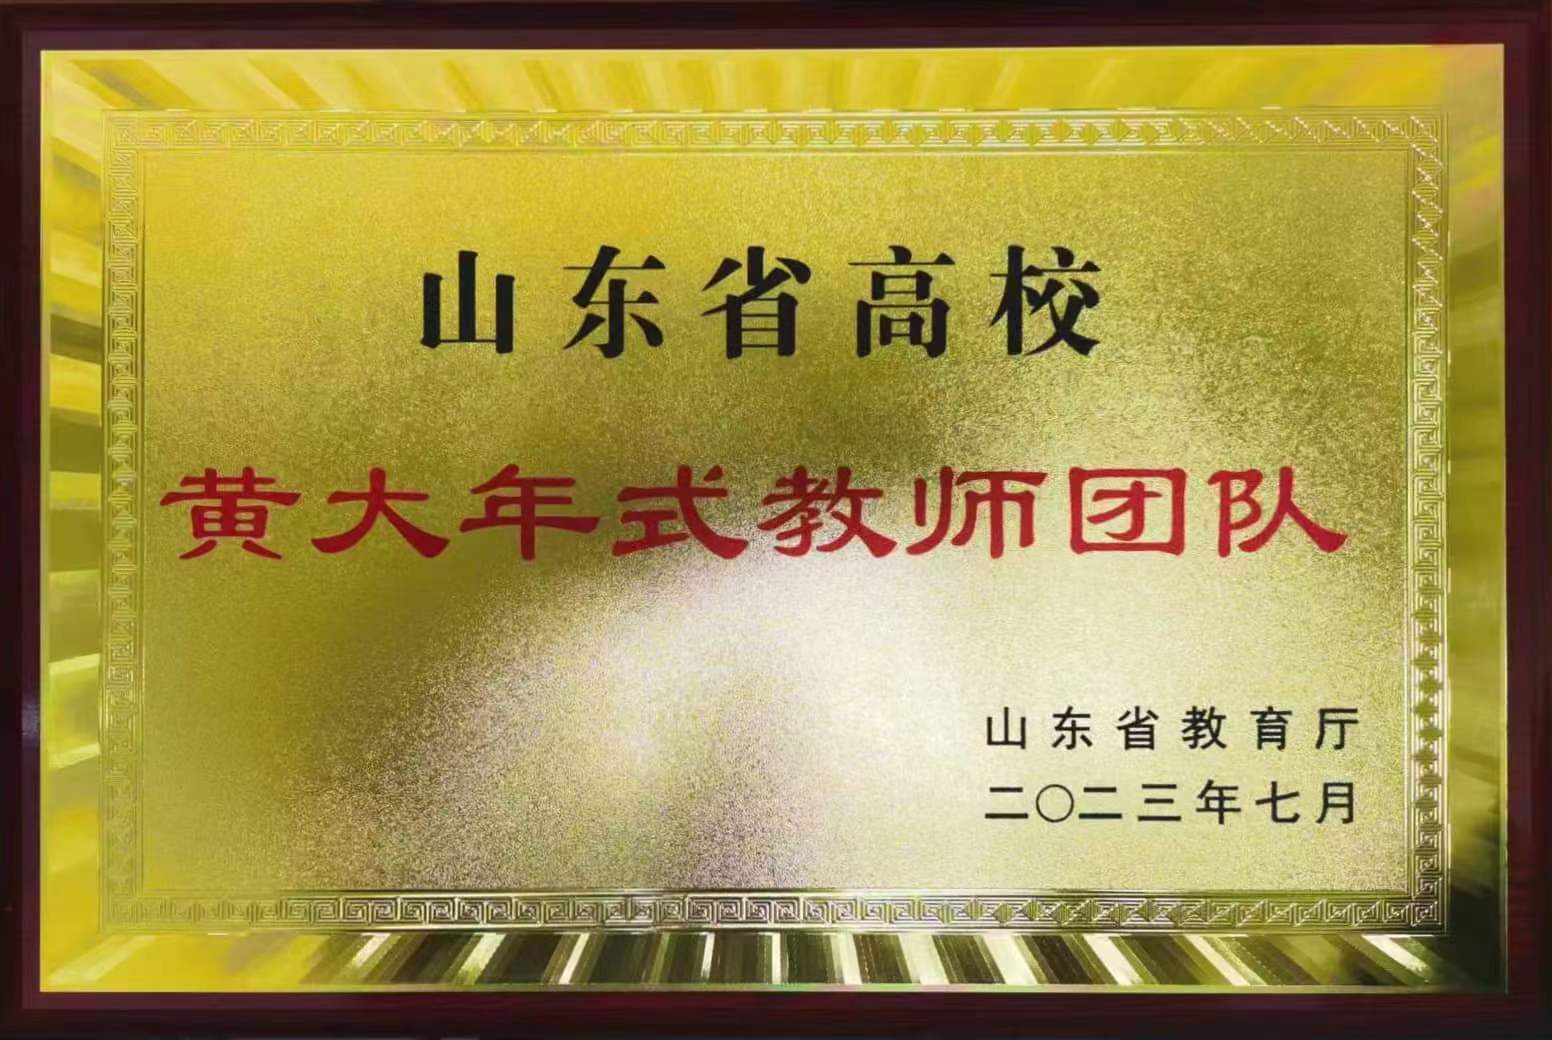 山东省高校
黄大年式教师团队
山东省教育厅
二〇二三年七月